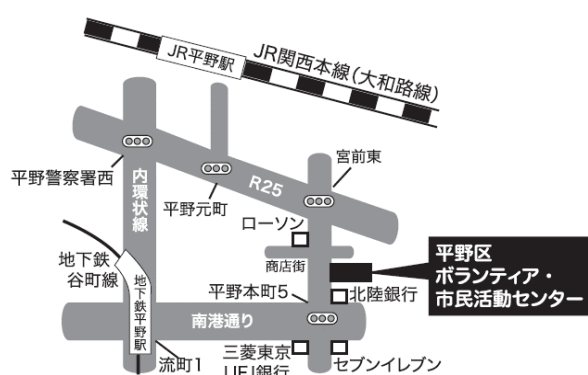 JR平野駅
JR関西本線(大和路線)
宮前東
平野警察署西
内環状線
R25
平野元町
ローソン
商店街
地下鉄
谷町線
地下鉄平野駅
平野区
ボランティア・
市民活動センター
平野本町5
北陸銀行
南港通り
流町1
三菱東京
UFJ銀行
セブンイレブン